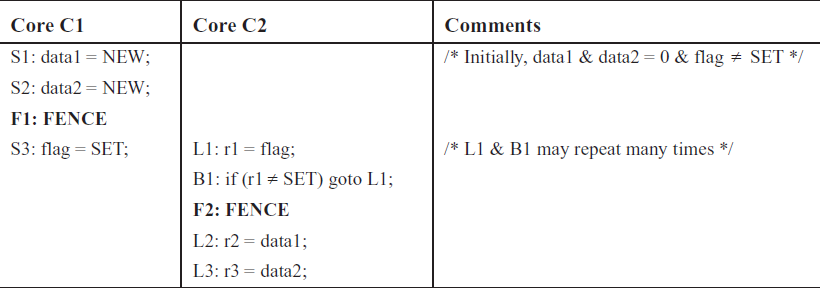 Core C1 Core C2 Comments
S1: data1 = NEW; /* Initially, data1 & data2 = 0 & flag ≠ SET */
S2: data2 = NEW;
F1: FENCE
S3: flag = SET; L1: r1 = flag; /* L1 & B1 may repeat many times */
B1: if (r1 ≠ SET) goto L1;
F2: FENCE
L2: r2 = data1;
L3: r3 = data2;